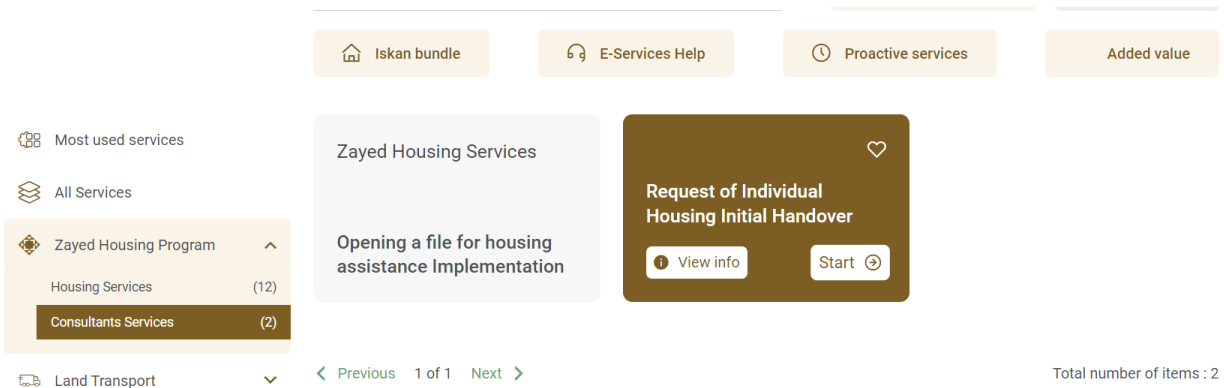 Iskan bundle
E-Services Help
Proactive services
Added value
Most used services
All Services
Zayed Housing Program
Housing Services (12)
Consultants Services (2)
Land Transport
Zayed Housing Services
Opening a file for housing
assistance Implementation
Request of Individual
Housing Initial Handover
View info
Start
Previous 1 of 1 Next
Total number of items : 2